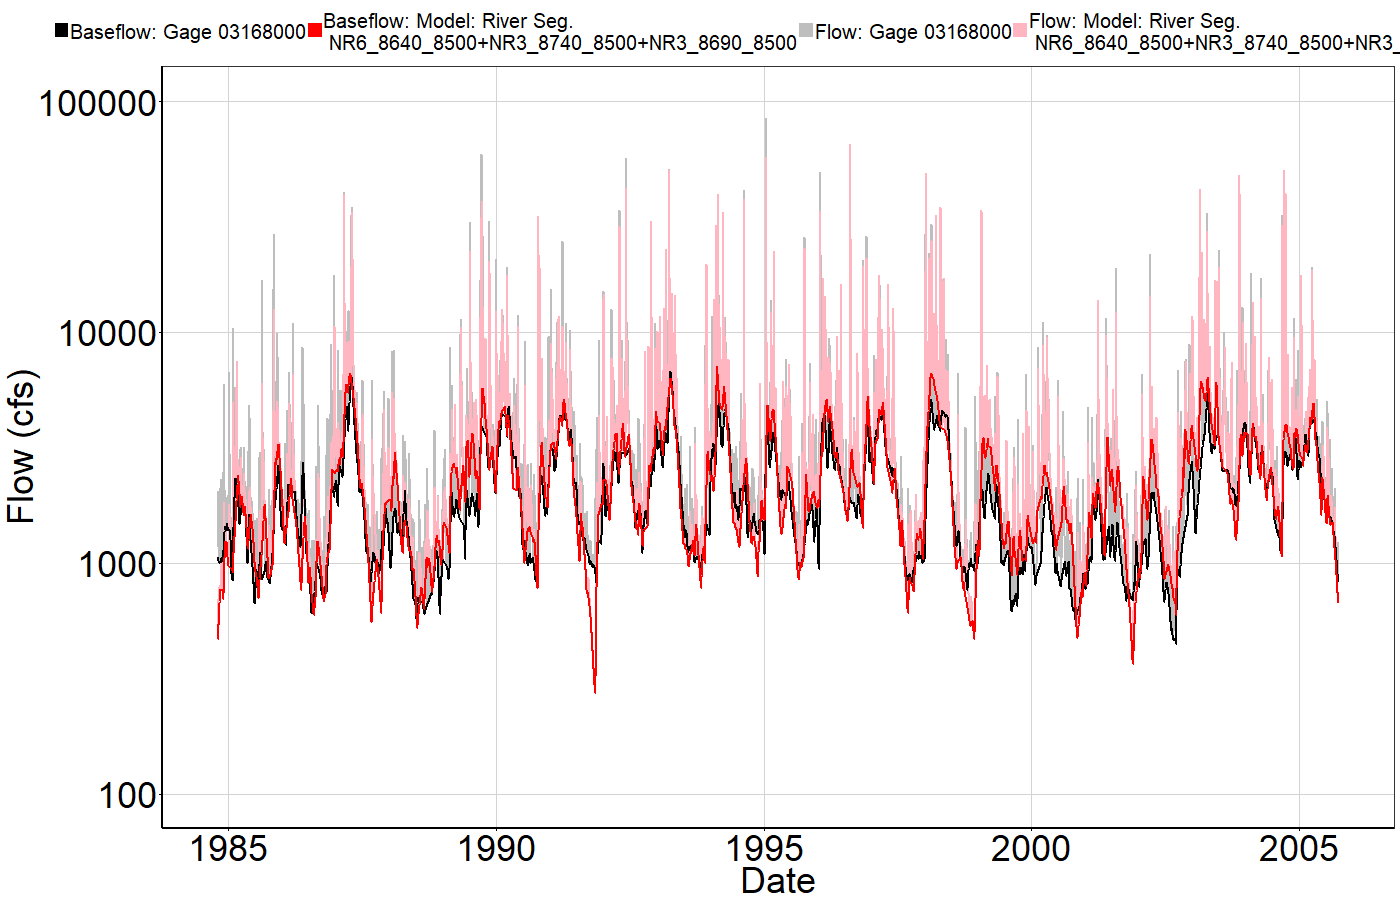 Baseflow: Gage 03168000
Baseflow: Model: River Seg.
NR6_8640_8500+NR3_8740_8500+NR3_8690_8500
Flow: Gage 03168000
Flow: Model: River Seg.
NR6_8640_8500+NR3_8740_8500+NR3_
100000
10000
1000
100
Flow (cfs)
1985
1990
1995
2000
2005
Date